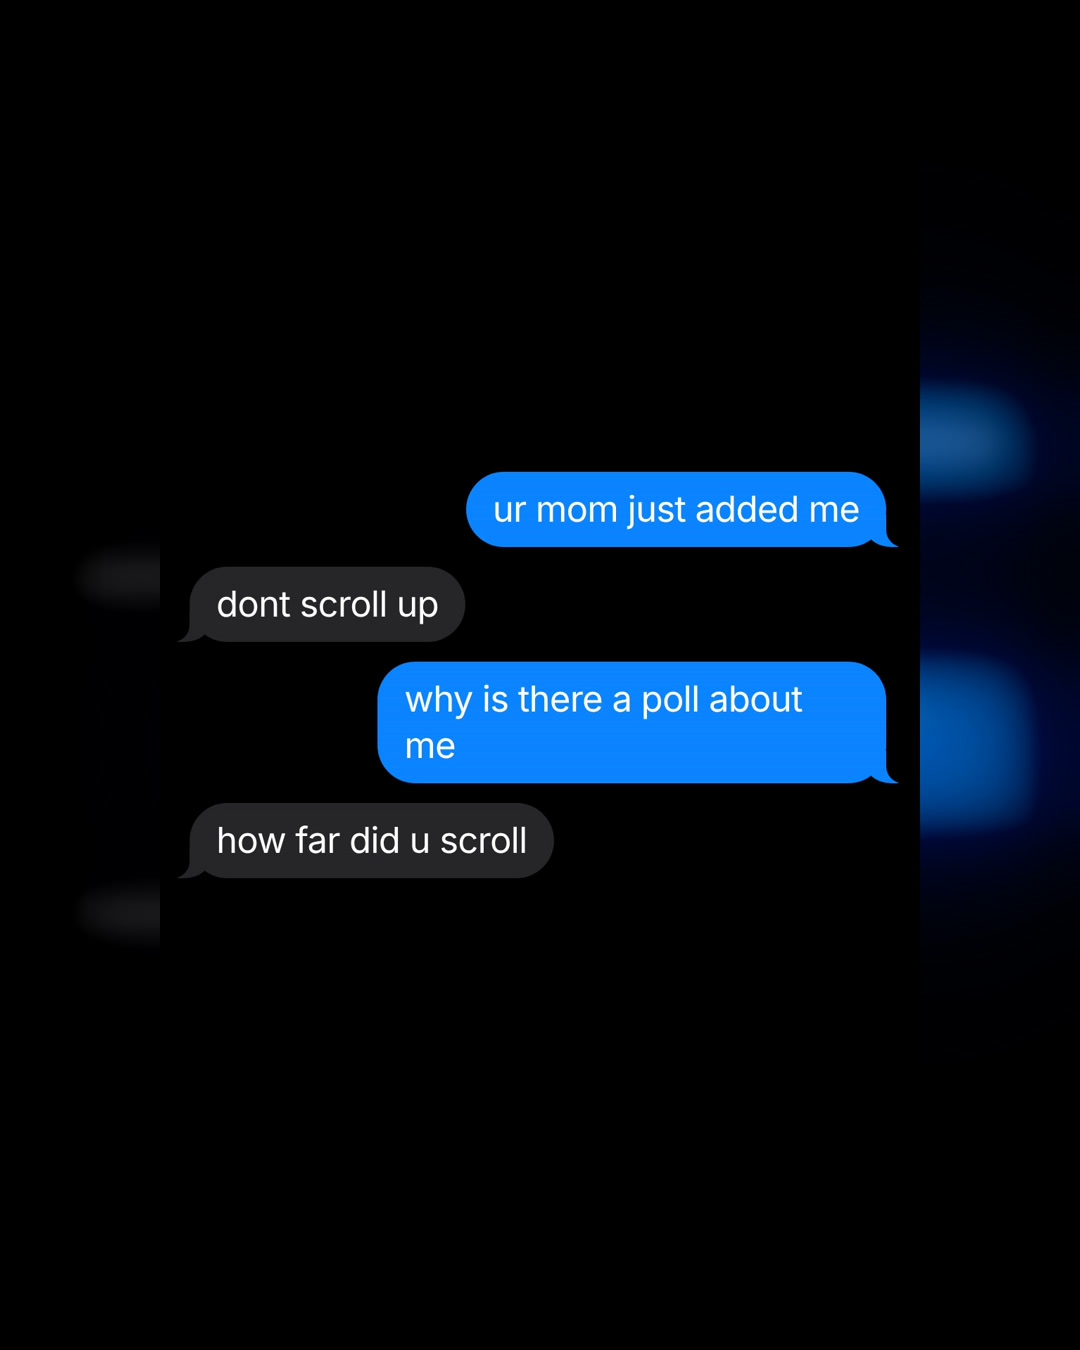 ur mom just added me
dont scroll up
why is there a poll about
me
how far did u scroll